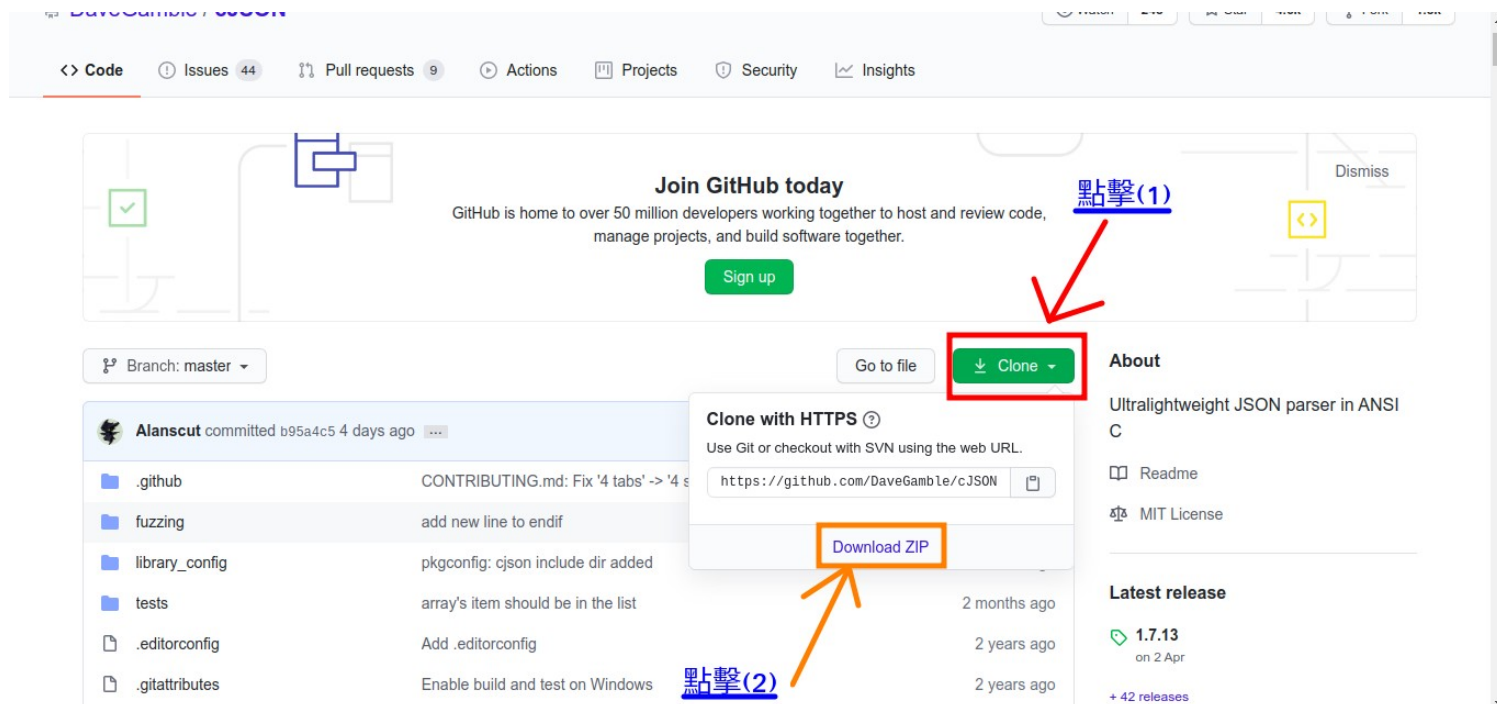 DaveGamble / cJSON
Watch
Star
Fork
<> Code
Issues 44
Pull requests 9
Actions
Projects
Security
Insights
Join GitHub today
Dismiss
GitHub is home to over 50 million developers working together to host and review code,
manage projects, and build software together.
Sign up
點擊(1)
Branch: master
Go to file
Clone
Clone with HTTPS
Use Git or checkout with SVN using the web URL.
https://github.com/DaveGamble/cJSON
Download ZIP
點擊(2)
Alanscut committed b95a4c5 4 days ago ...
.github
CONTRIBUTING.md: Fix '4 tabs' -> '4 s
fuzzing
add new line to endif
library_config
pkgconfig: cjson include dir added
tests
array's item should be in the list
2 months ago
.editorconfig
Add .editorconfig
2 years ago
.gitattributes
Enable build and test on Windows
2 years ago
About
Ultralightweight JSON parser in ANSI
C
Readme
MIT License
Latest release
1.7.13
on 2 Apr
+ 42 releases